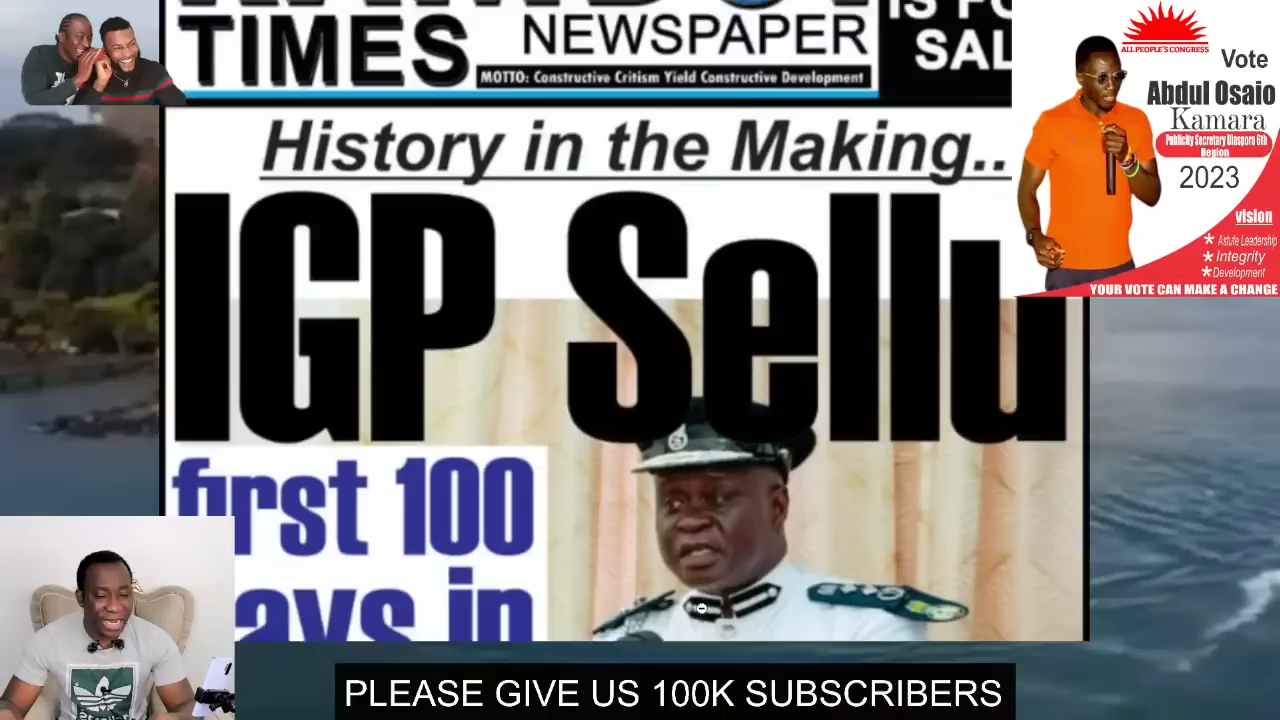 TIMES
NEWSPAPER
MOTTO: Constructive Critism Yield Constructive Development
History in the Making..
IGP Sellu
first 100
ays in
ALL PEOPLE'S CONGRESS
Vote
Abdul Osaio
Kamara
Publicity Secretary Diaspora 6th
Region
2023
vision
* Astute Leadership
* Integrity
* Development
YOUR VOTE CAN MAKE A CHANGE
PLEASE GIVE US 100K SUBSCRIBERS